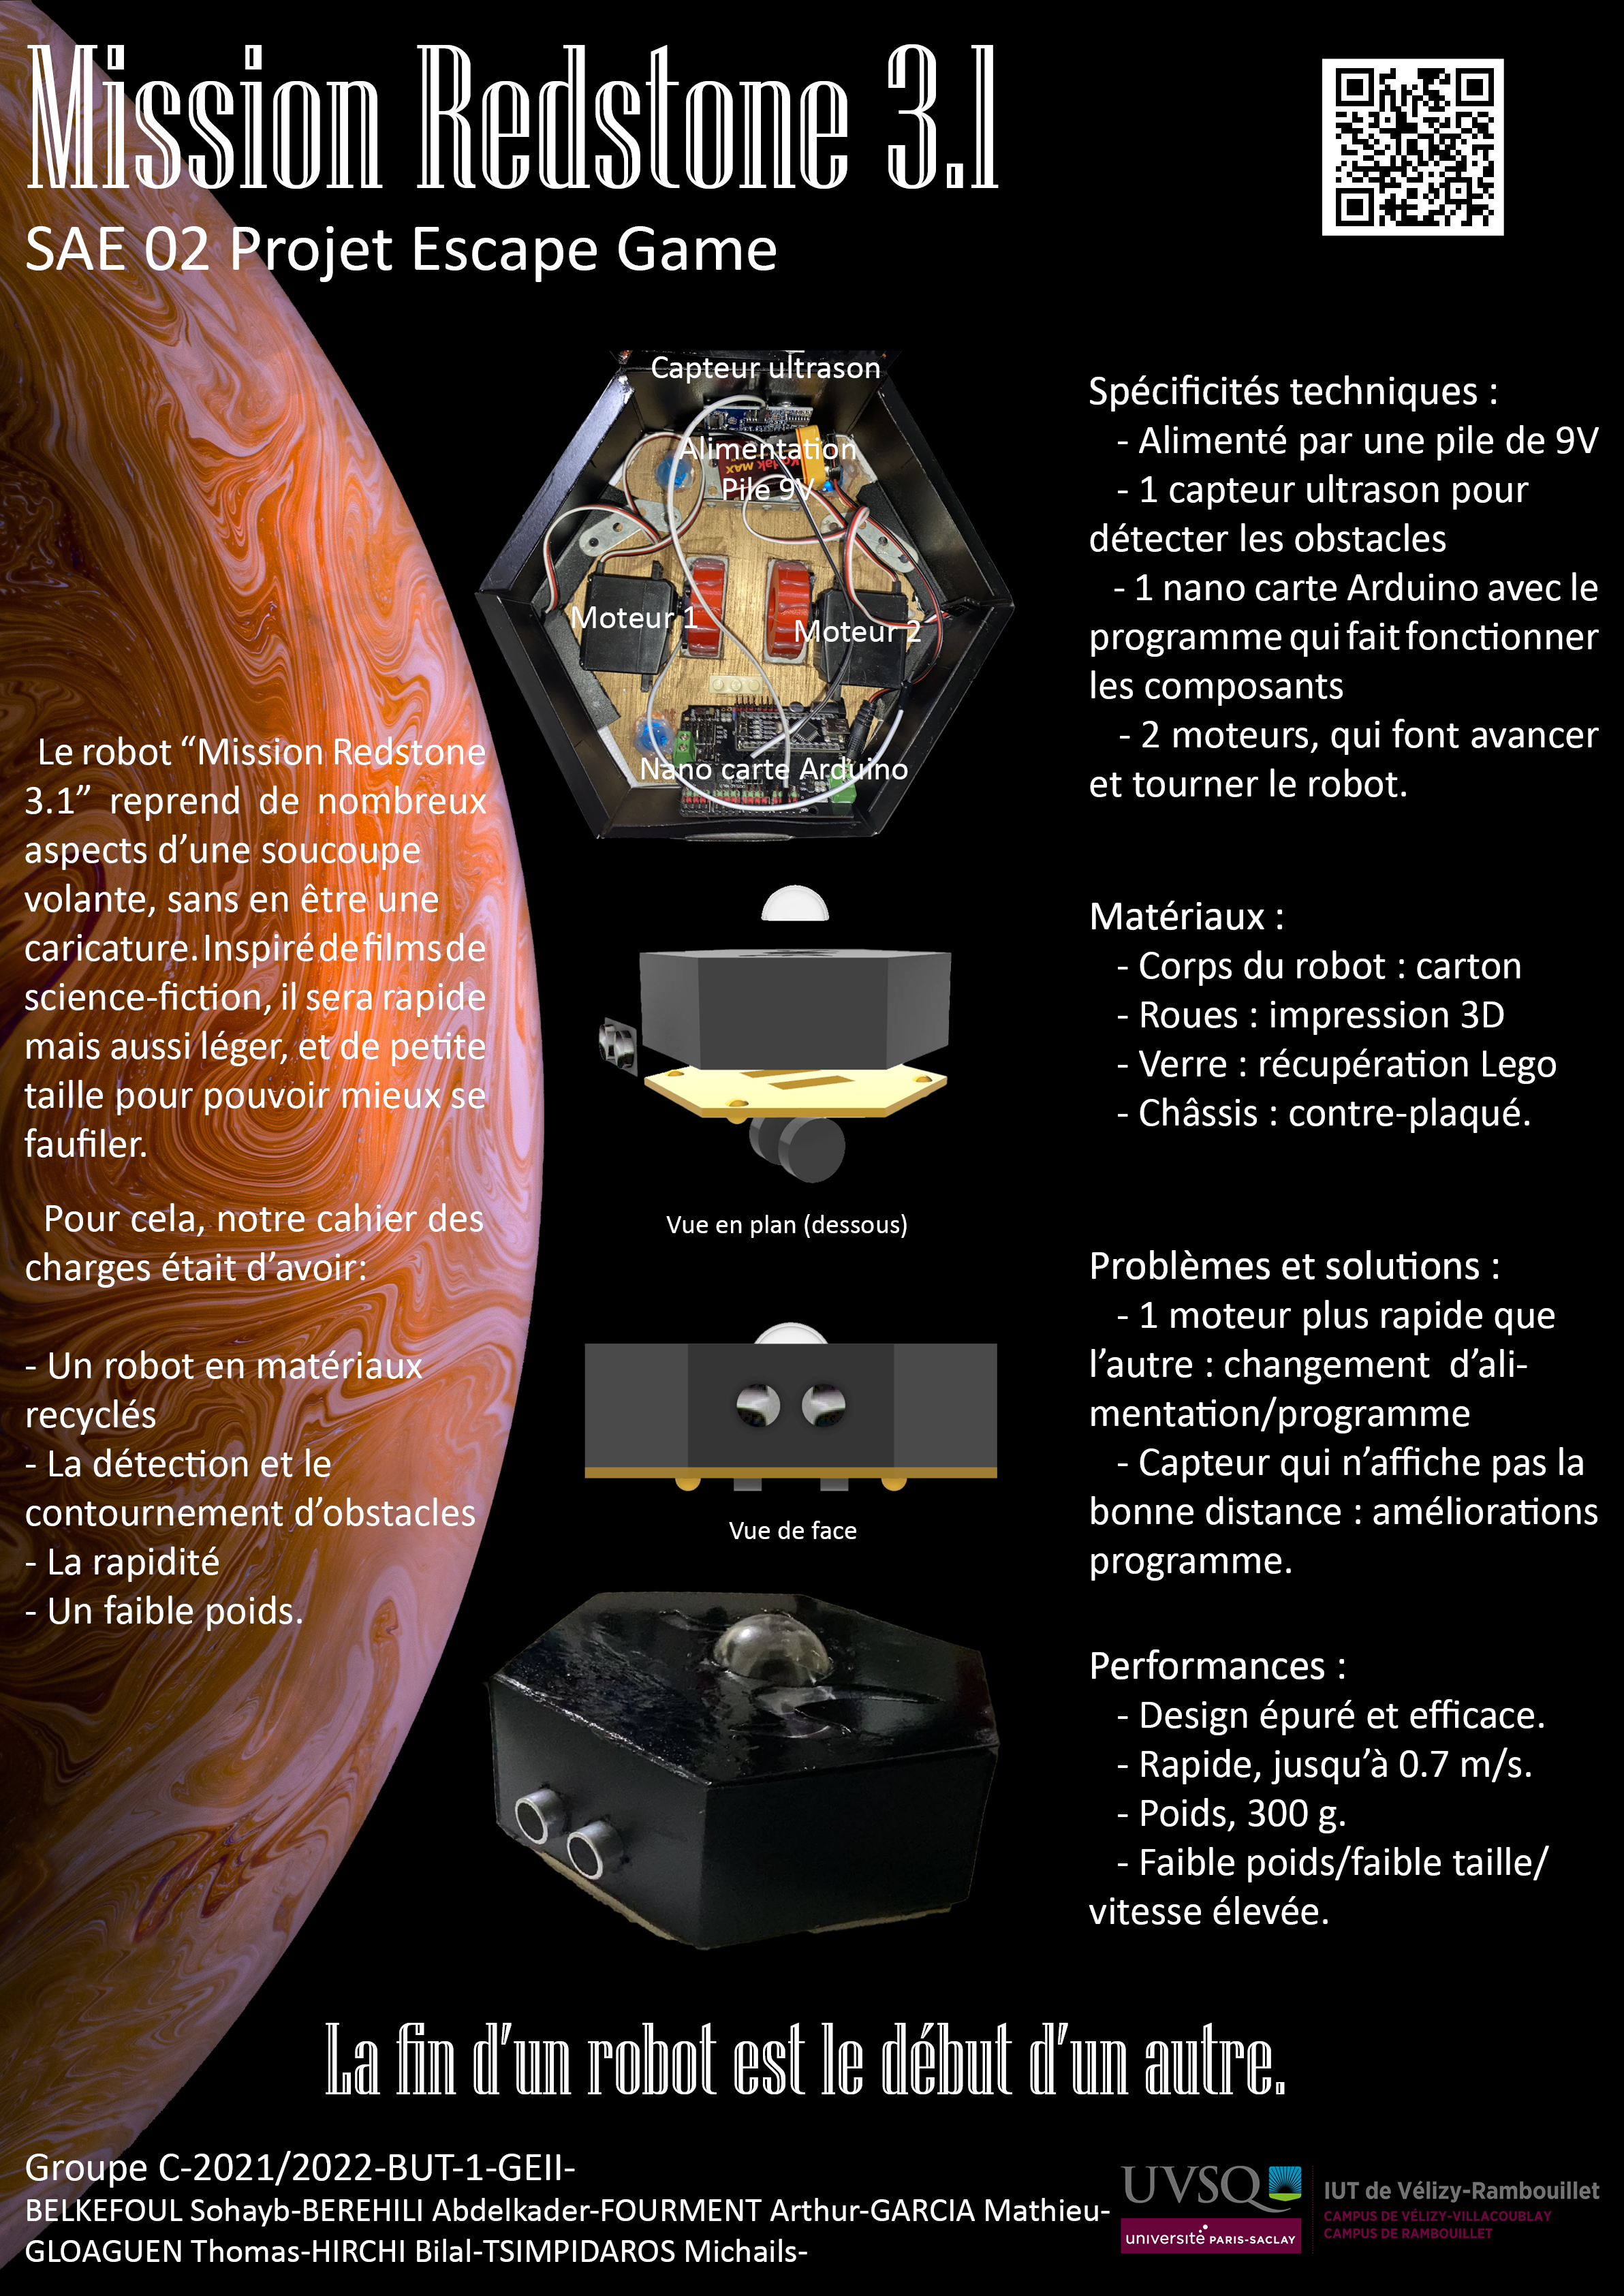 Mission Redstone 3.1
SAE 02 Projet Escape Game
Le robot “Mission Redstone
3.1” reprend de nombreux
aspects d’une soucoupe
volante, sans en être une
caricature. Inspiré de films de
science-fiction, il sera rapide
mais aussi léger, et de petite
taille pour pouvoir mieux se
faufiler.
Pour cela, notre cahier des
charges était d’avoir:
- Un robot en matériaux
recyclés
- La détection et le
contournement d’obstacles
- La rapidité
- Un faible poids.
Capteur ultrason
Alimentation
Kodak MAX
Pile 9V
Moteur 1
Moteur 2
Nano carte Arduino
Vue en plan (dessous)
Vue de face
Spécificités techniques :
- Alimenté par une pile de 9V
- 1 capteur ultrason pour
détecter les obstacles
- 1 nano carte Arduino avec le
programme qui fait fonctionner
les composants
- 2 moteurs, qui font avancer
et tourner le robot.
Matériaux :
- Corps du robot : carton
- Roues : impression 3D
- Verre : récupération Lego
- Châssis : contre-plaqué.
Problèmes et solutions :
- 1 moteur plus rapide que
l’autre : changement d’ali-
mentation/programme
- Capteur qui n’affiche pas la
bonne distance : améliorations
programme.
Performances :
- Design épuré et efficace.
- Rapide, jusqu’à 0.7 m/s.
- Poids, 300 g.
- Faible poids/faible taille/
vitesse élevée.
La fin d’un robot est le début d’un autre.
Groupe C-2021/2022-BUT-1-GEII-
BELKEFOUL Sohayb-BEREHILI Abdelkader-FOURMENT Arthur-GARCIA Mathieu-
GLOAGUEN Thomas-HIRCHI Bilal-TSIMPIDAROS Michails-
UVSQ
université PARIS-SACLAY
IUT de Vélizy-Rambouillet
CAMPUS DE VÉLIZY-VILLACOUBLAY
CAMPUS DE RAMBOUILLET